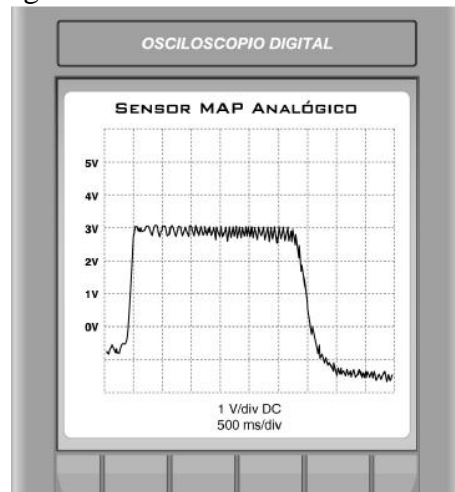 OSCILOSCOPIO DIGITAL
SENSOR MAP ANALÓGICO
5V
4V
3V
2V
1V
0V
1 V/div DC
500 ms/div